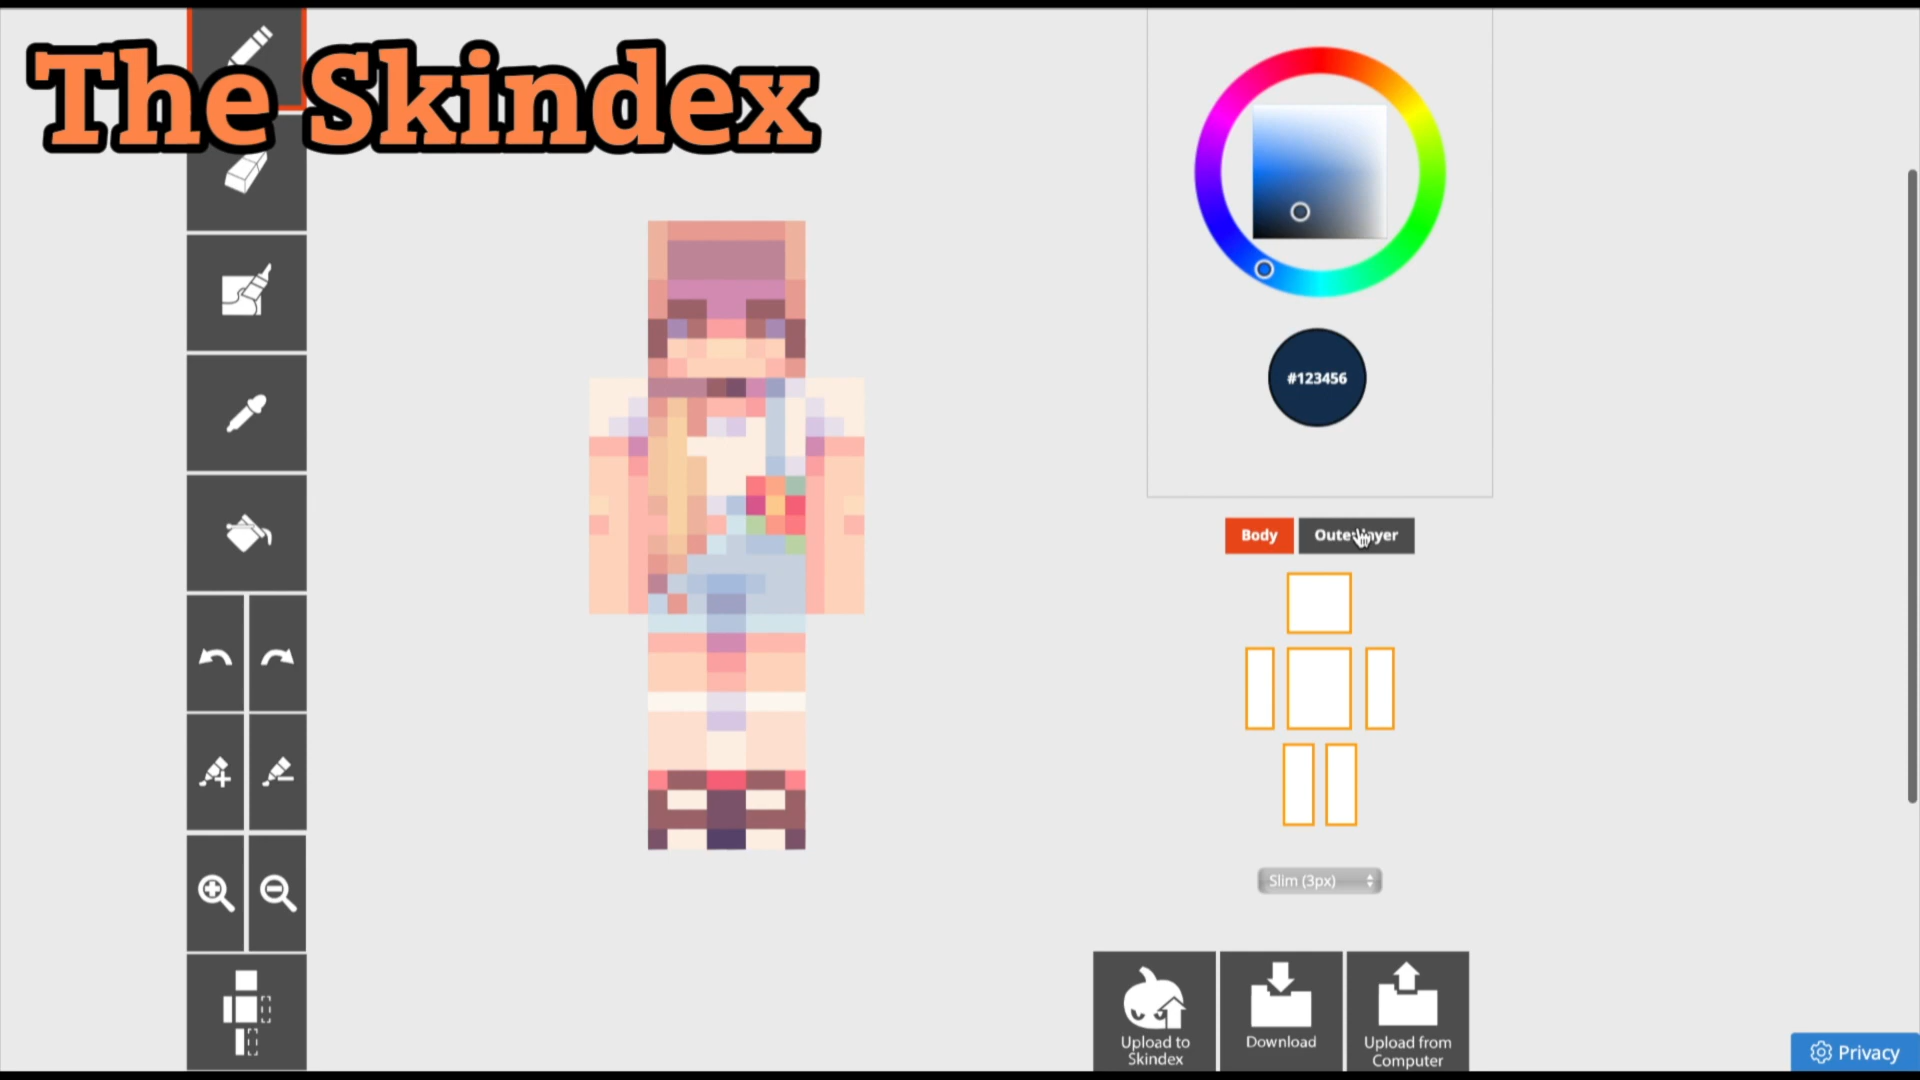 The Skindex
#123456
Body
Outer Layer
Slim (3px)
Upload to
Skindex
Download
Upload from
Computer
Privacy